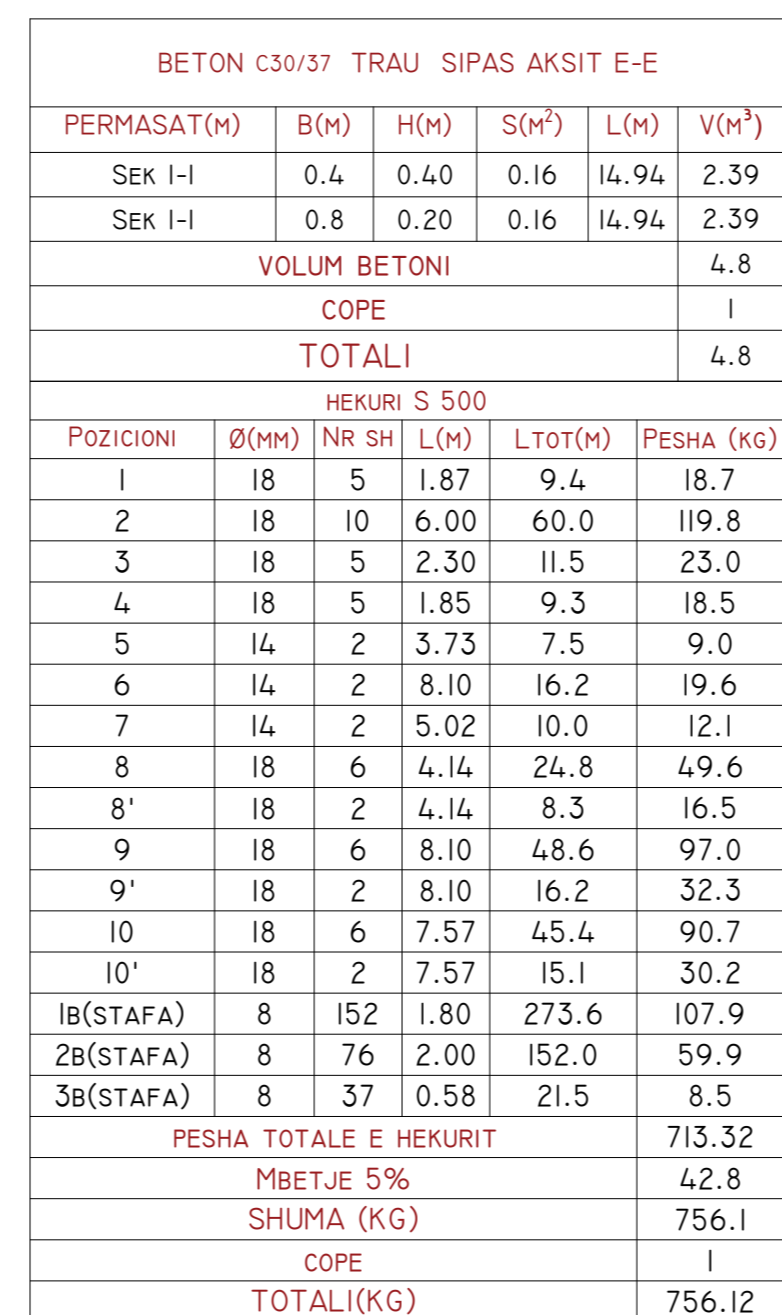 BETON C30/37 TRAU SIPAS AKSIT E-E
PERMASAT(M) B(M) H(M) S(M²) L(M) V(M³)
SEK 1-1 0.4 0.40 0.16 14.94 2.39
SEK 1-1 0.8 0.20 0.16 14.94 2.39
VOLUM BETONI 4.8
COPE 1
TOTALI 4.8
HEKURI S 500
POZICIONI Ø(MM) NR SH L(M) LTOT(M) PESHA (KG)
1 18 5 1.87 9.4 18.7
2 18 10 6.00 60.0 119.8
3 18 5 2.30 11.5 23.0
4 18 5 1.85 9.3 18.5
5 14 2 3.73 7.5 9.0
6 14 2 8.10 16.2 19.6
7 14 2 5.02 10.0 12.1
8 18 6 4.14 24.8 49.6
8' 18 2 4.14 8.3 16.5
9 18 6 8.10 48.6 97.0
9' 18 2 8.10 16.2 32.3
10 18 6 7.57 45.4 90.7
10' 18 2 7.57 15.1 30.2
1B(STAFA) 8 152 1.80 273.6 107.9
2B(STAFA) 8 76 2.00 152.0 59.9
3B(STAFA) 8 37 0.58 21.5 8.5
PESHA TOTALE E HEKURIT 713.32
MBETJE 5% 42.8
SHUMA (KG) 756.1
COPE 1
TOTALI(KG) 756.12